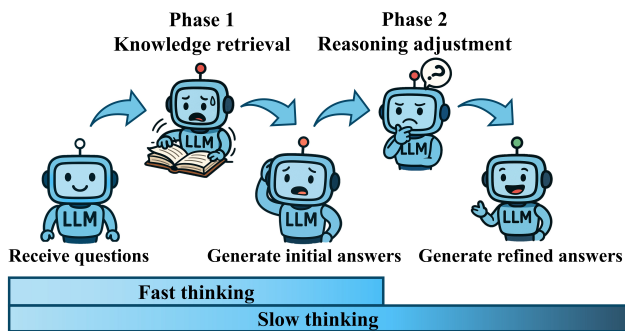 Phase 1
Knowledge retrieval
Phase 2
Reasoning adjustment
?
LLM
LLM
LLM
LLM
LLM
Receive questions
Generate initial answers
Generate refined answers
Fast thinking
Slow thinking